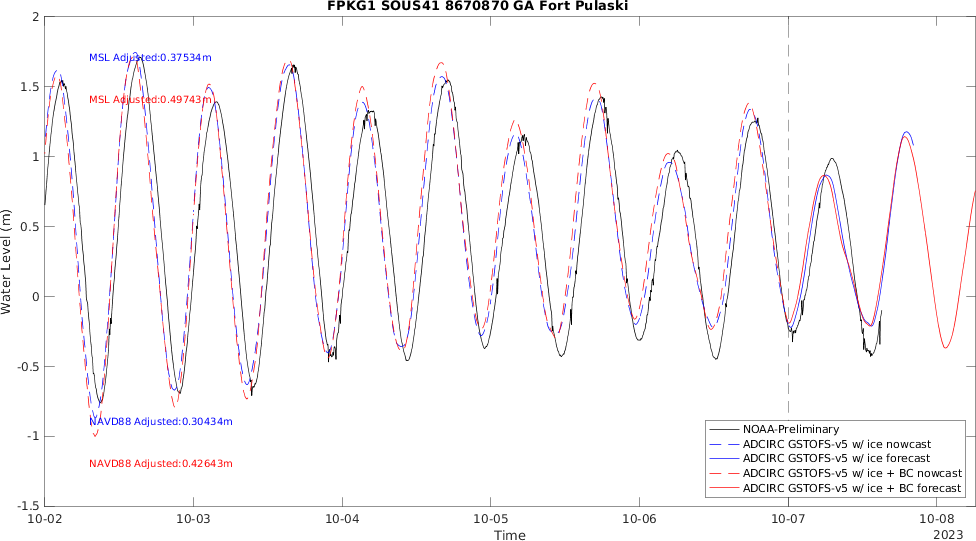 FPKG1 SOUS41 8670870 GA Fort Pulaski
2
1.5
1
0.5
0
-0.5
-1
-1.5
Water Level (m)
MSL Adjusted:0.37534m
MSL Adjusted:0.49743m
NAVD88 Adjusted:0.30434m
NAVD88 Adjusted:0.42643m
NOAA-Preliminary
ADCIRC GSTOFS-v5 w/ ice nowcast
ADCIRC GSTOFS-v5 w/ ice forecast
ADCIRC GSTOFS-v5 w/ ice + BC nowcast
ADCIRC GSTOFS-v5 w/ ice + BC forecast
10-02 10-03 10-04 10-05 10-06 10-07 10-08
Time
2023